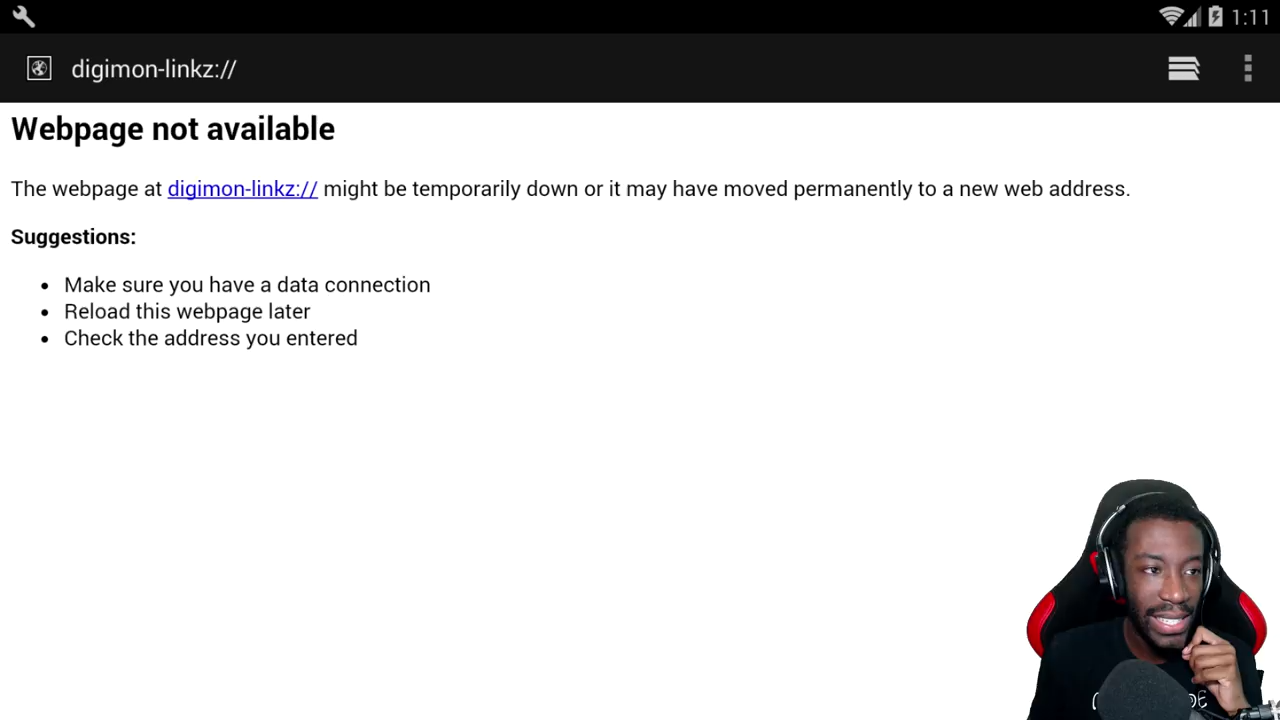 1:11
digimon-linkz://
Webpage not available
The webpage at digimon-linkz:// might be temporarily down or it may have moved permanently to a new web address.
Suggestions:
• Make sure you have a data connection
• Reload this webpage later
• Check the address you entered